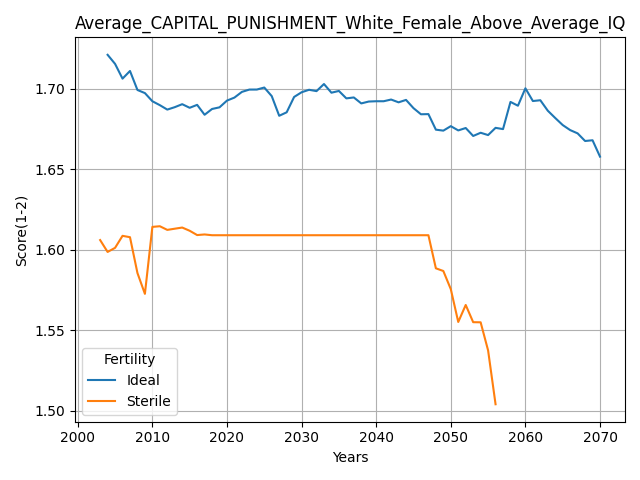 Average_CAPITAL_PUNISHMENT_White_Female_Above_Average_IQ
Score(1-2)
1.70
1.65
1.60
1.55
1.50
Fertility
Ideal
Sterile
2000 2010 2020 2030 2040 2050 2060 2070
Years